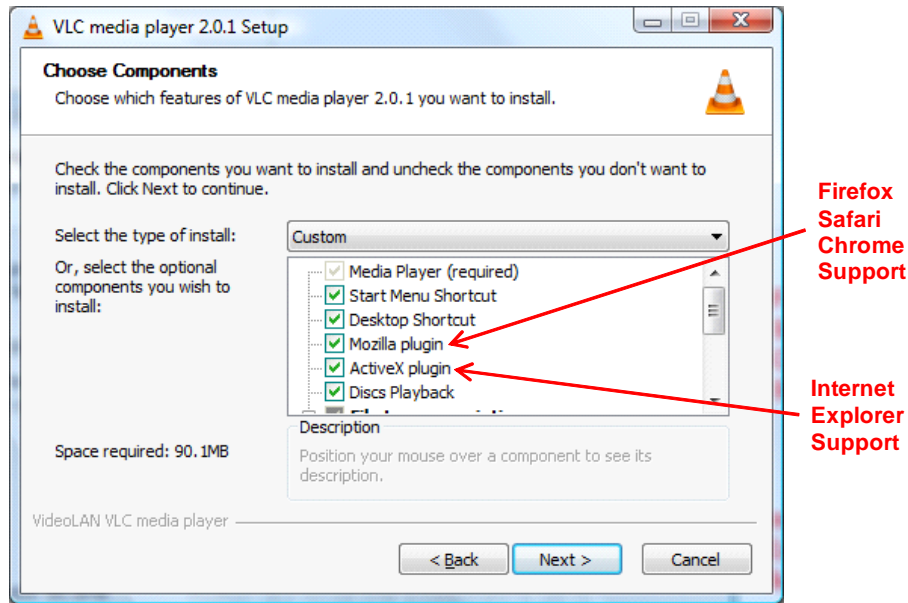 VLC media player 2.0.1 Setup
Choose Components
Choose which features of VLC media player 2.0.1 you want to install.
Check the components you want to install and uncheck the components you don't want to
install. Click Next to continue.
Select the type of install:
Custom
Or, select the optional
components you wish to
install:
Media Player (required)
Start Menu Shortcut
Desktop Shortcut
Mozilla plugin
ActiveX plugin
Discs Playback
Space required: 90.1MB
Description
Position your mouse over a component to see its
description.
VideoLAN VLC media player
< Back
Next >
Cancel
Firefox
Safari
Chrome
Support
Internet
Explorer
Support